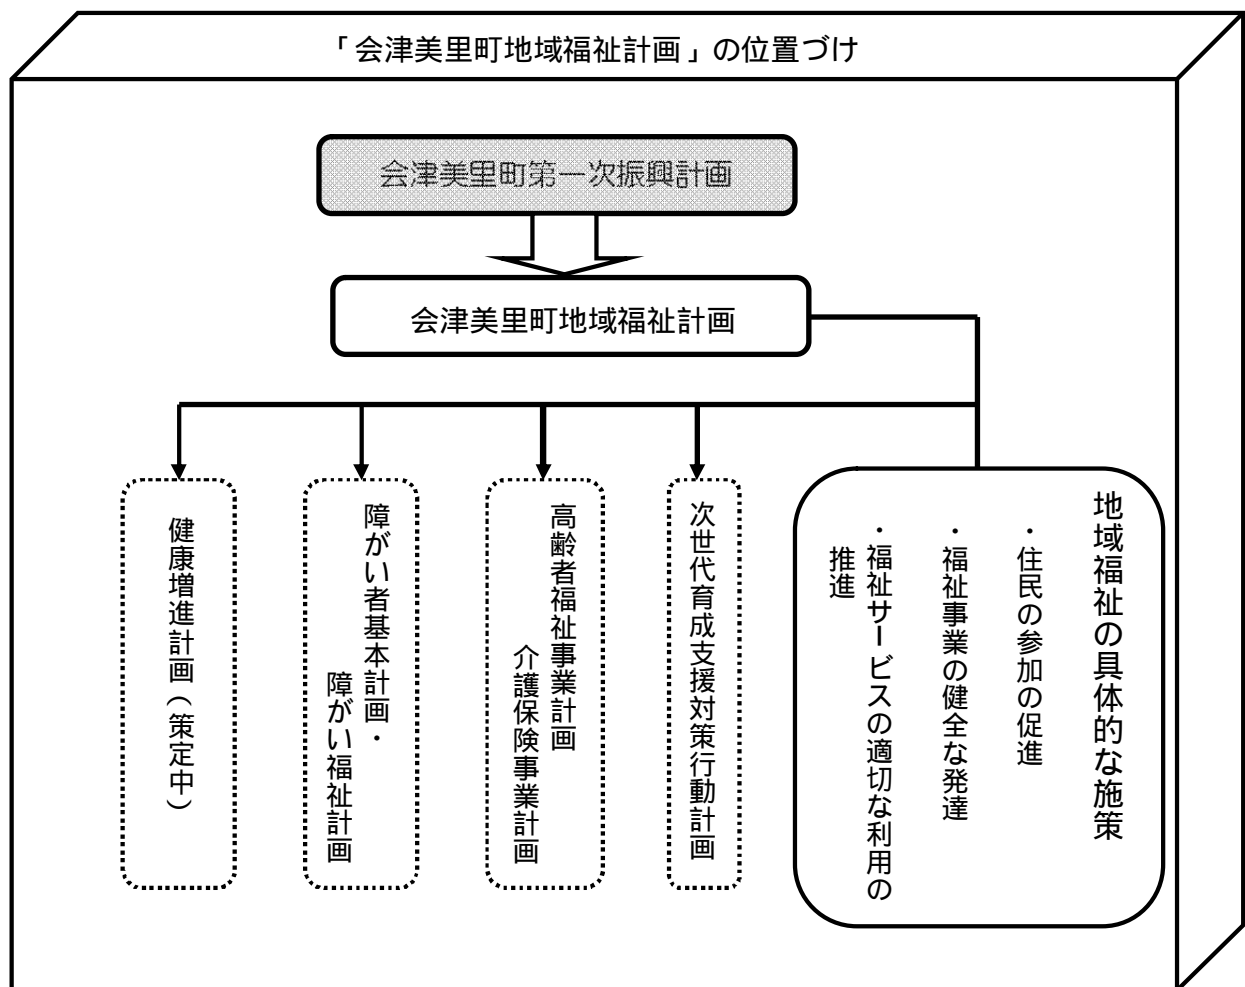 「会津美里町地域福祉計画」の位置づけ
会津美里町第一次振興計画
会津美里町地域福祉計画
地域福祉の具体的な施策
・住民の参加の促進
・福祉事業の健全な発達
・福祉サービスの適切な利用の
推進
次世代育成支援対策行動計画
高齢者福祉事業計画
介護保険事業計画
障がい者基本計画・
障がい福祉計画
健康増進計画（策定中）